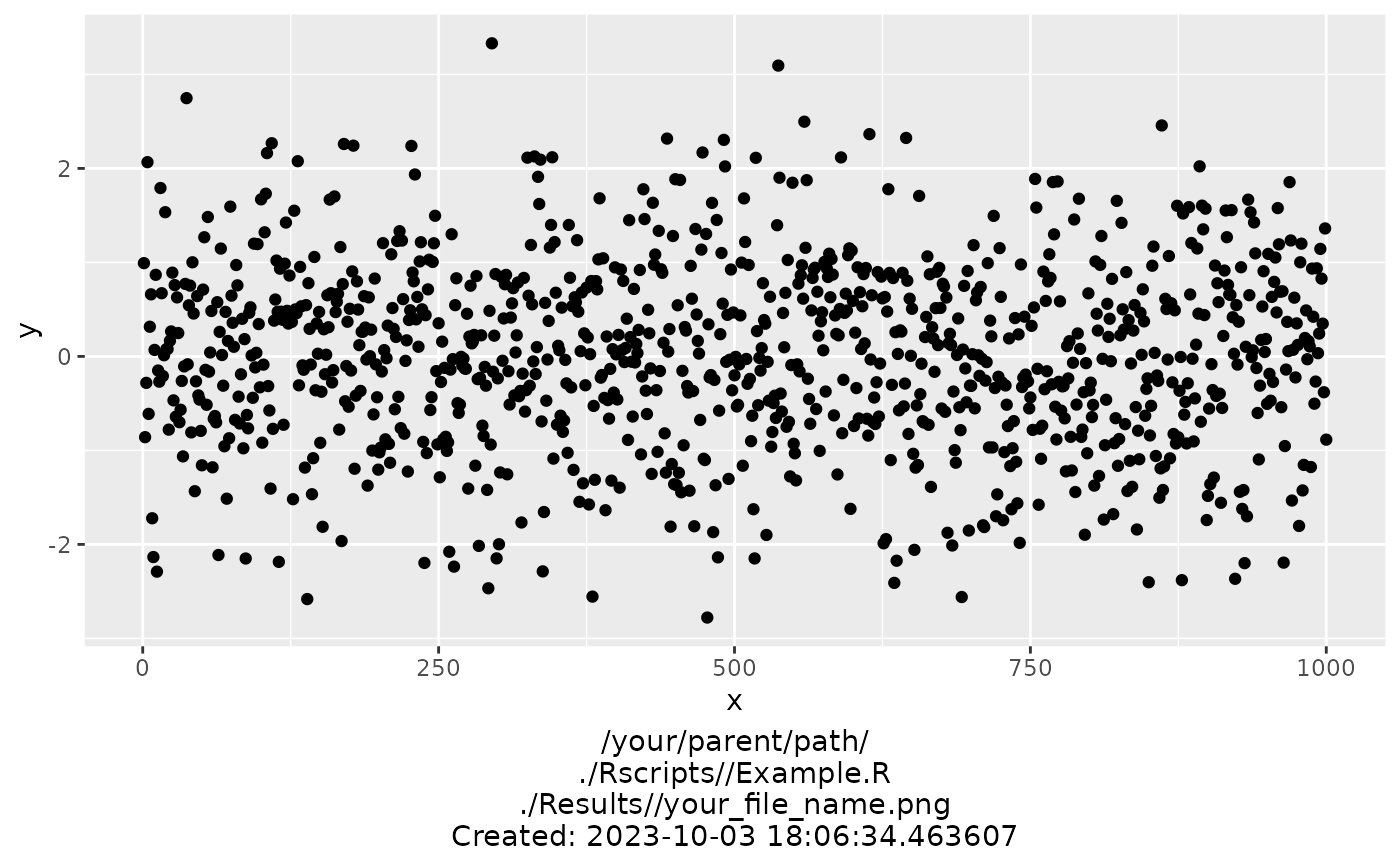 y
2
0
-2
0 250 500 750 1000
x
/your/parent/path/
./Rscripts//Example.R
./Results//your_file_name.png
Created: 2023-10-03 18:06:34.463607